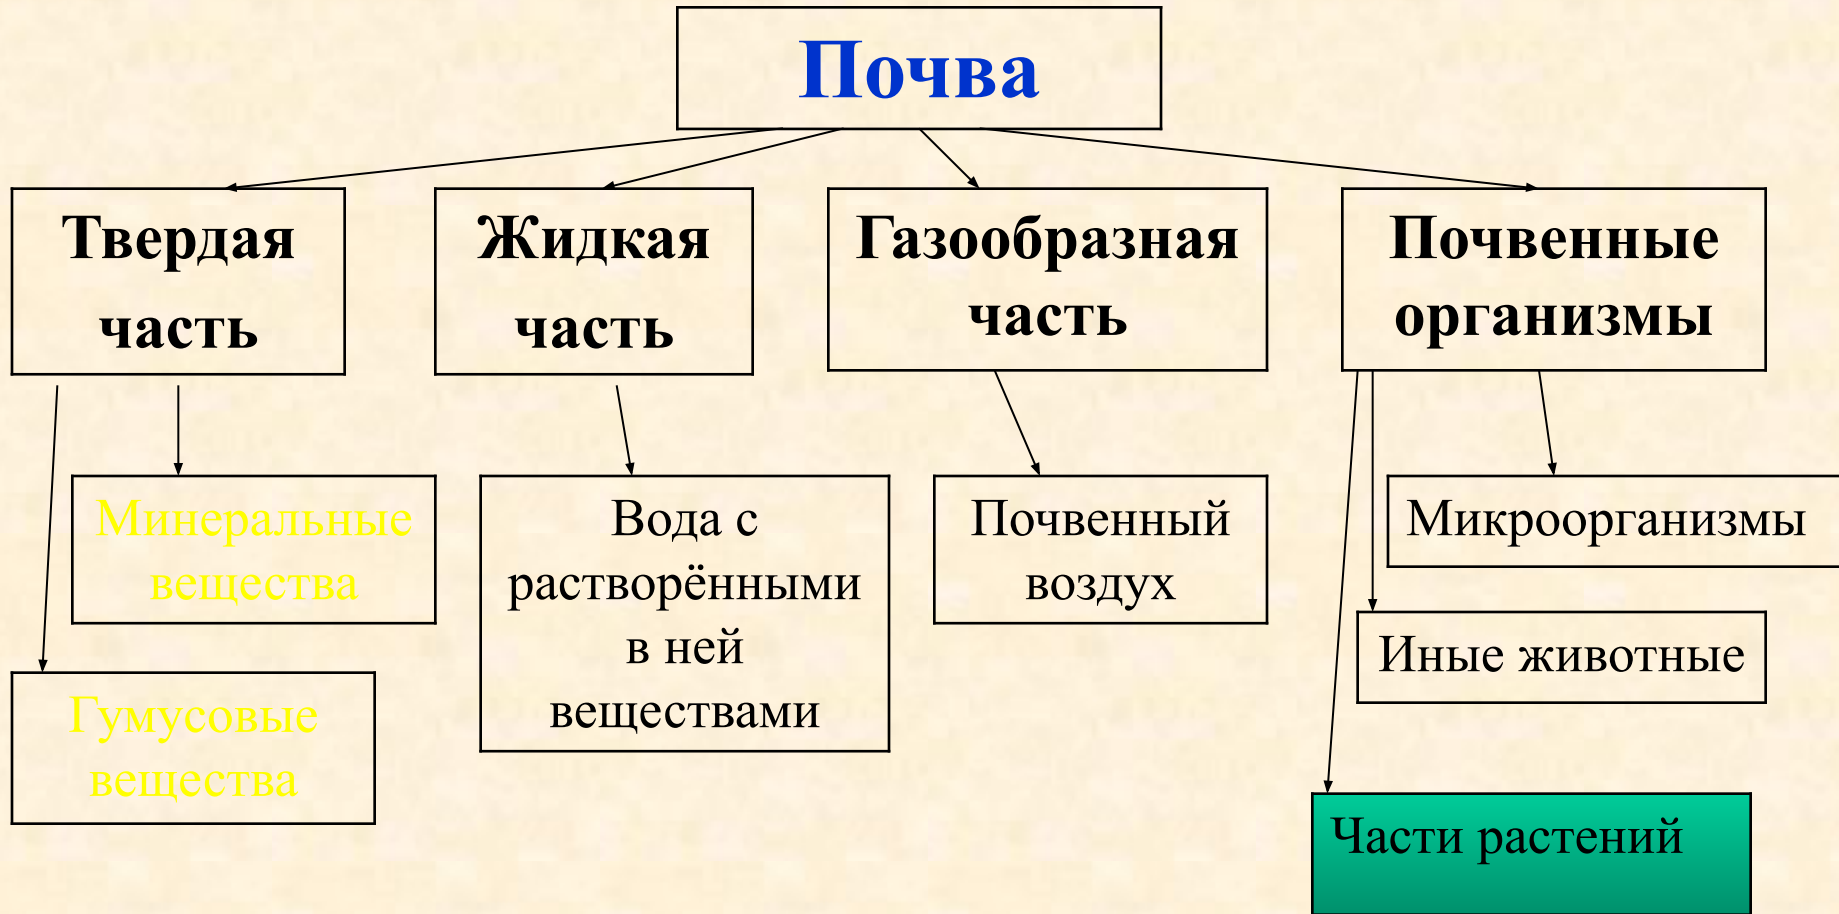 Почва
Твердая
часть
Жидкая
часть
Газообразная
часть
Почвенные
организмы
Минеральные
вещества
Гумусовые
вещества
Вода с
растворёнными
в ней
веществами
Почвенный
воздух
Микроорганизмы
Иные животные
Части растений